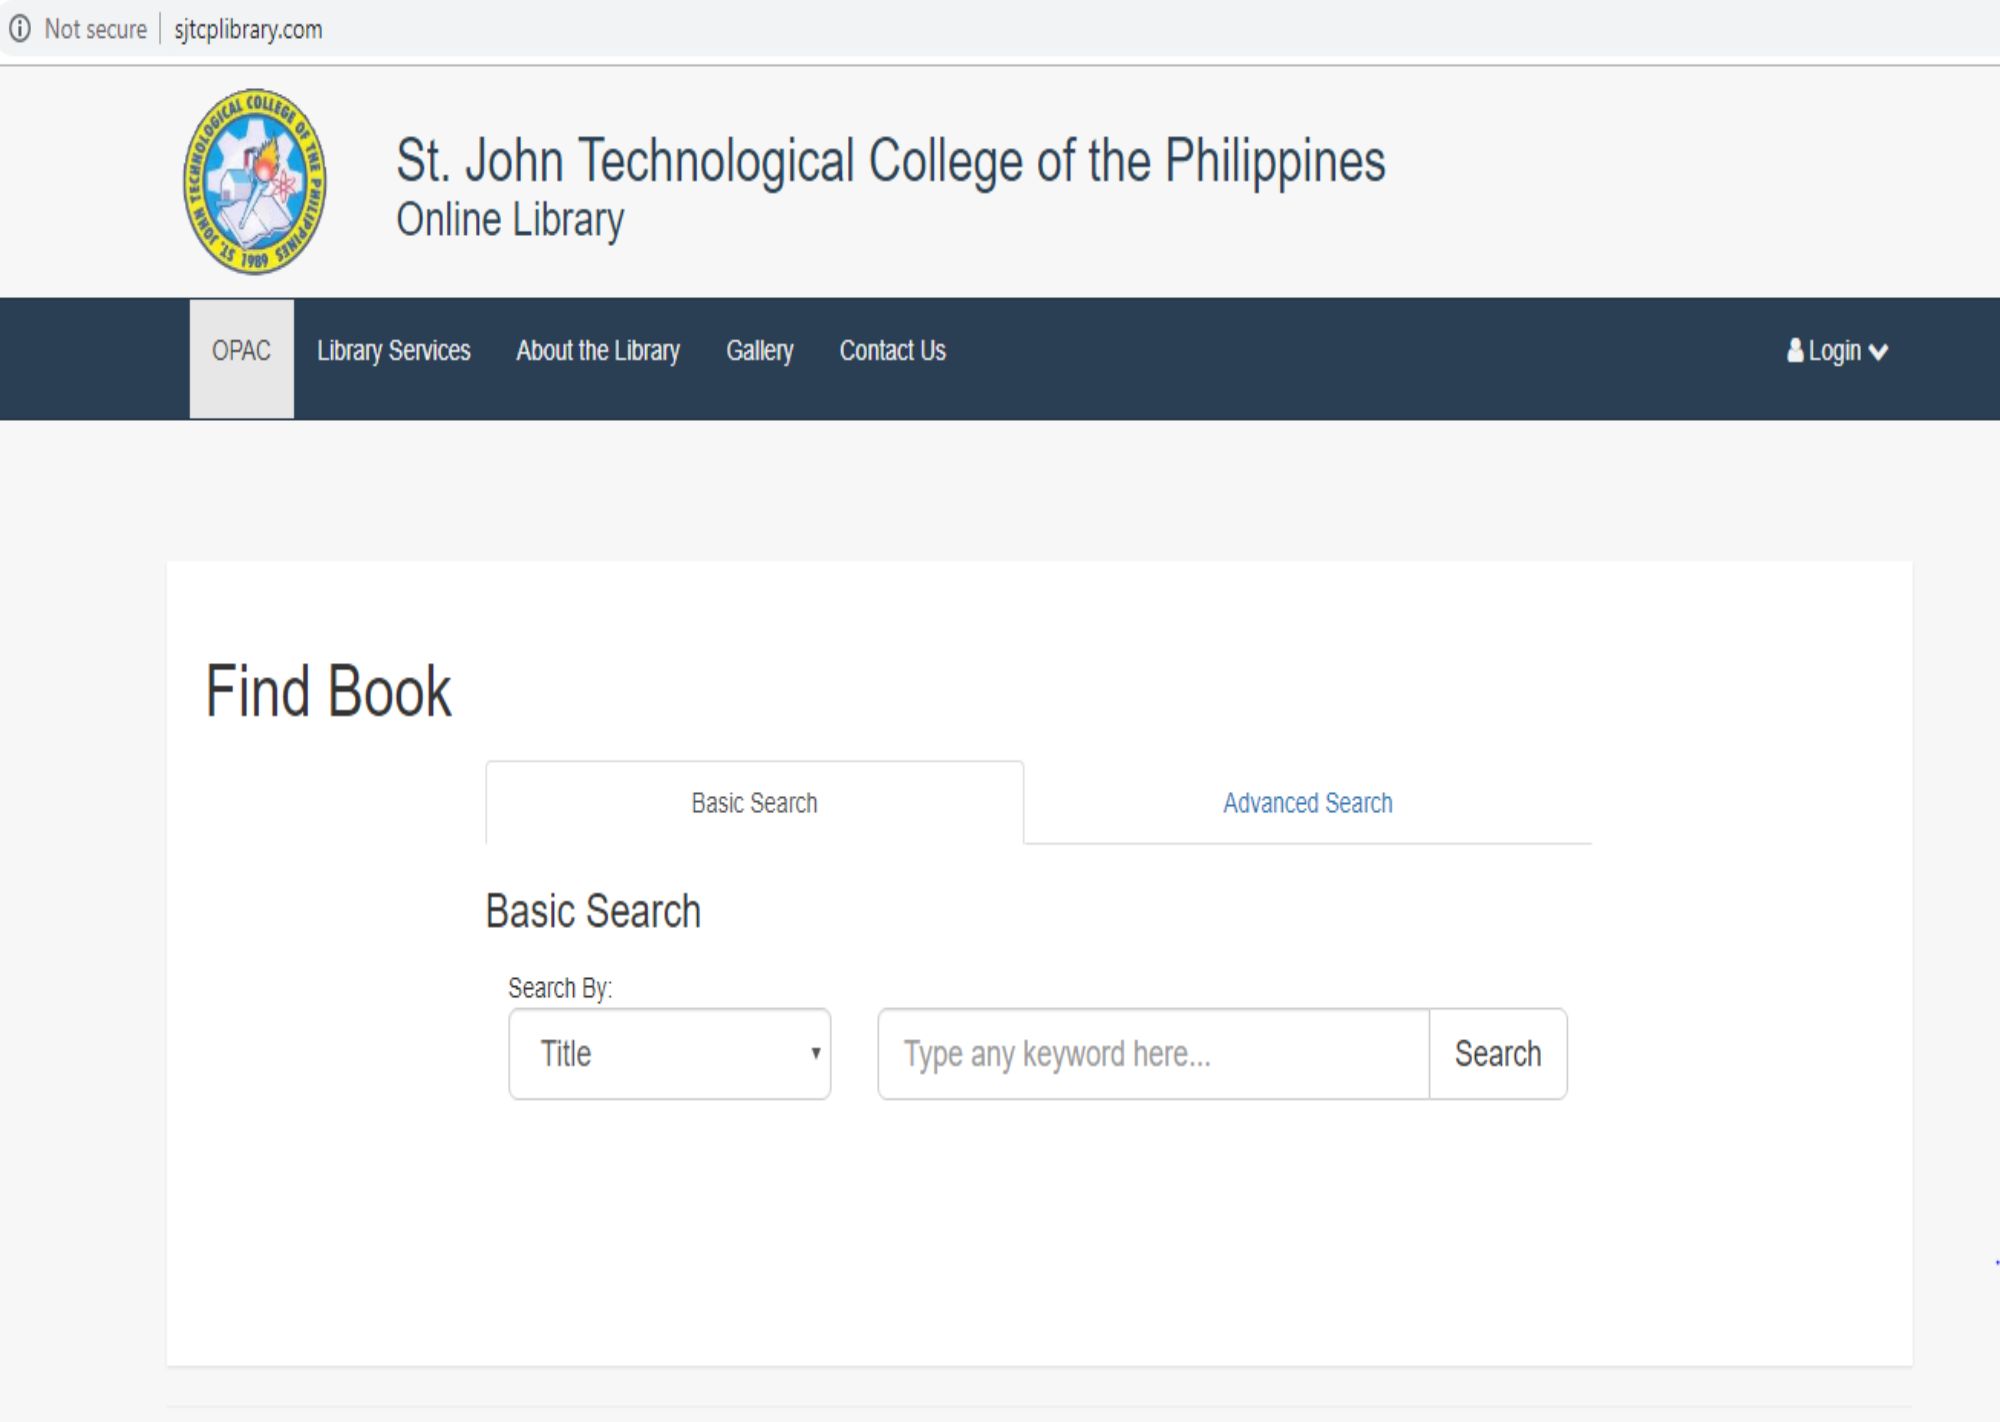 Not secure | sjtcplibrary.com
ST. JOHN TECHNOLOGICAL COLLEGE OF THE PHILIPPINES
1989
St. John Technological College of the Philippines
Online Library
OPAC Library Services About the Library Gallery Contact Us Login
Find Book
Basic Search Advanced Search
Basic Search
Search By:
Title Type any keyword here... Search